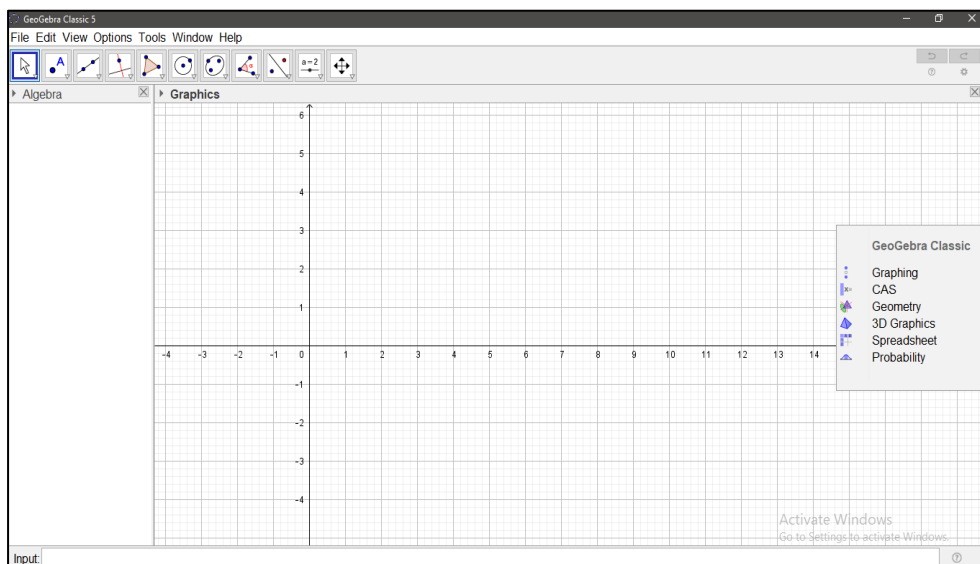 GeoGebra Classic 5
File Edit View Options Tools Window Help
A
α
a=2
Algebra
Graphics
6
5
4
3
2
1
-4 -3 -2 -1 0 1 2 3 4 5 6 7 8 9 10 11 12 13 14
-1
-2
-3
-4
GeoGebra Classic
Graphing
x= CAS
Geometry
3D Graphics
Spreadsheet
Probability
Activate Windows
Go to Settings to activate Windows.
Input: